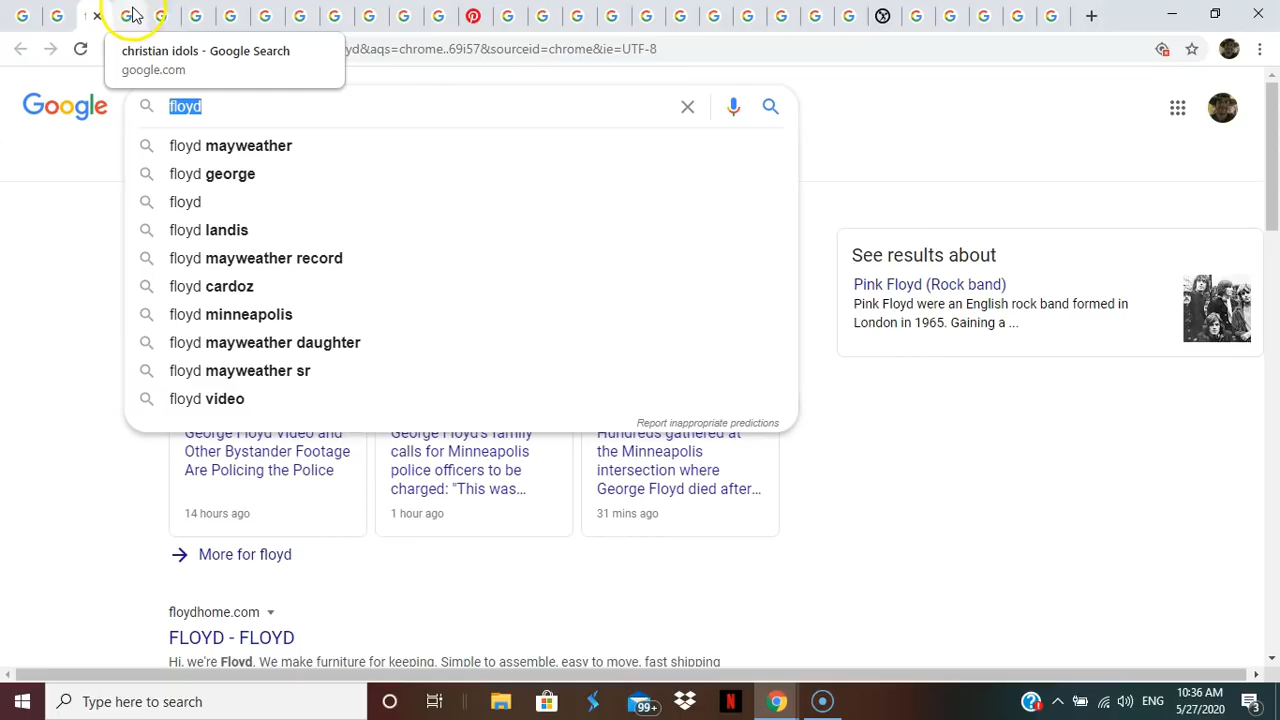 christian idols - Google Search
google.com
yd&aqs=chrome..69i57&sourceid=chrome&ie=UTF-8
Google
floyd
floyd mayweather
floyd george
floyd
floyd landis
floyd mayweather record
floyd cardoz
floyd minneapolis
floyd mayweather daughter
floyd mayweather sr
floyd video
Report inappropriate predictions
See results about
Pink Floyd (Rock band)
Pink Floyd were an English rock band formed in
London in 1965. Gaining a ...
George Floyd Video and
Other Bystander Footage
Are Policing the Police
14 hours ago
George Floyd's family
calls for Minneapolis
police officers to be
charged: "This was...
1 hour ago
Hundreds gathered at
the Minneapolis
intersection where
George Floyd died after...
31 mins ago
More for floyd
floydhome.com
FLOYD - FLOYD
Hi, we're Floyd. We make furniture for keeping. Simple to assemble, easy to move, fast shipping
Type here to search
99+
ENG
10:36 AM
5/27/2020
3